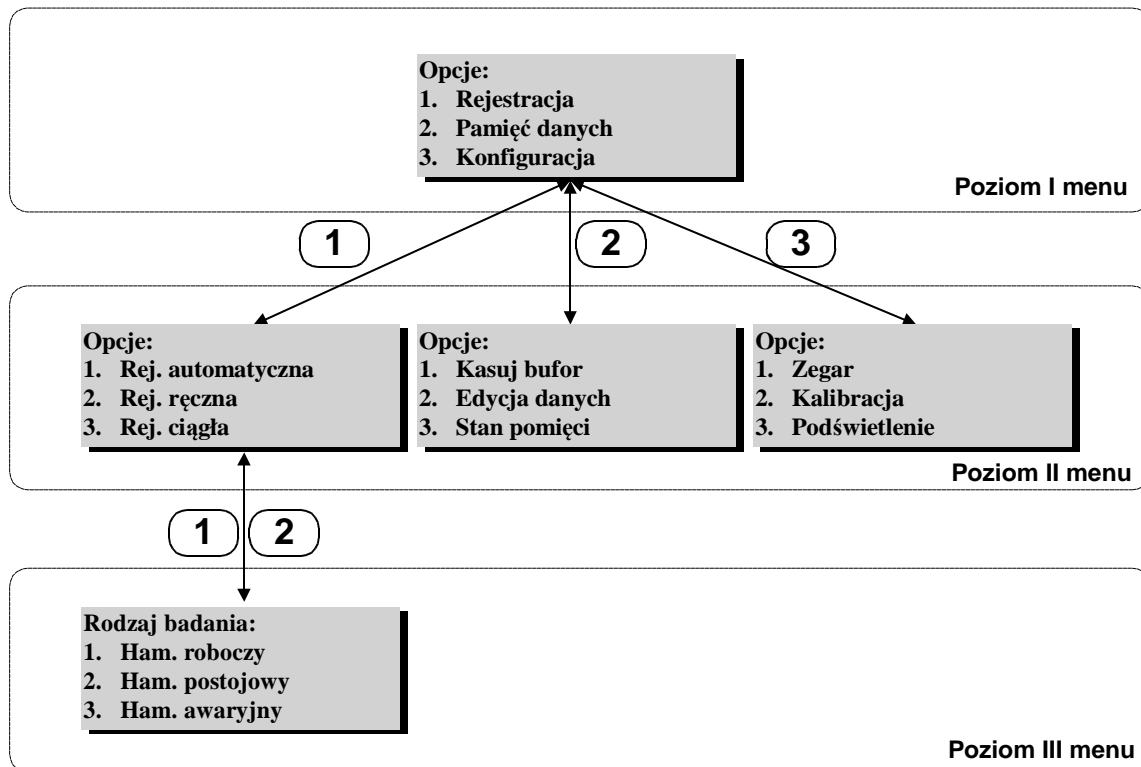 Opcje:
1. Rejestracja
2. Pamięć danych
3. Konfiguracja
Poziom I menu
1
2
3
Opcje:
1. Rej. automatyczna
2. Rej. ręczna
3. Rej. ciągła
Opcje:
1. Kasuj bufor
2. Edycja danych
3. Stan pomięci
Opcje:
1. Zegar
2. Kalibracja
3. Podświetlenie
Poziom II menu
1
2
Rodzaj badania:
1. Ham. roboczy
2. Ham. postojowy
3. Ham. awaryjny
Poziom III menu